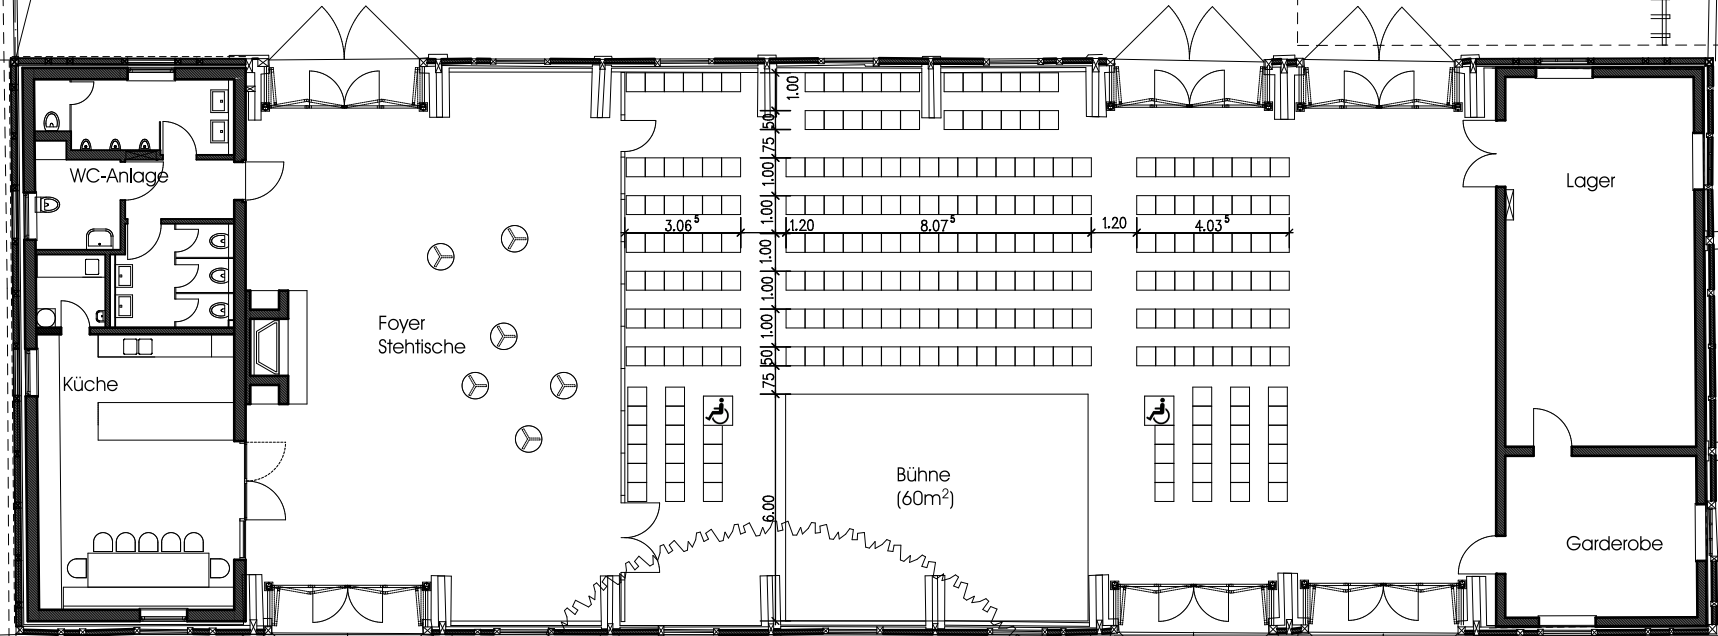 WC-Anlage
Küche
Foyer
Stehtische
1.00
50
75
1.00
1.00
1.00
1.00
1.00
50
75
6.00
3.06⁵
1.20
8.07⁵
1.20
4.03⁵
Bühne
(60m²)
Lager
Garderobe